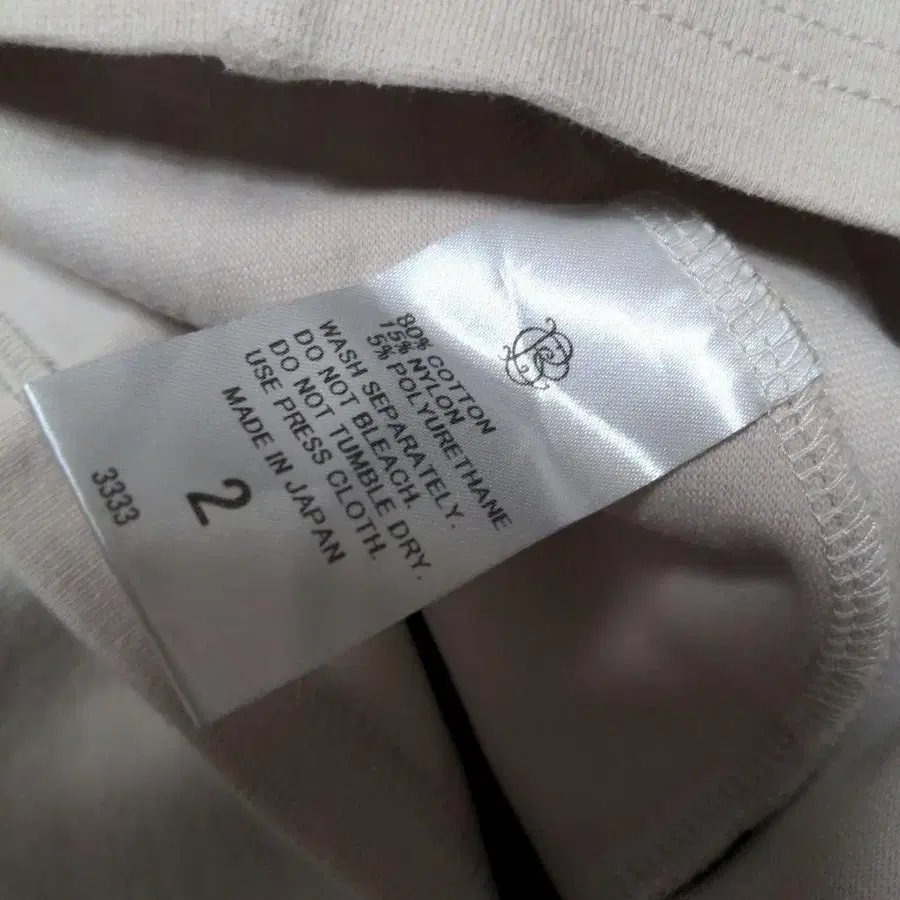 80% COTTON
15% NYLON
5% POLYURETHANE
WASH SEPARATELY.
DO NOT BLEACH.
DO NOT TUMBLE DRY.
USE PRESS CLOTH.
MADE IN JAPAN
2
3333